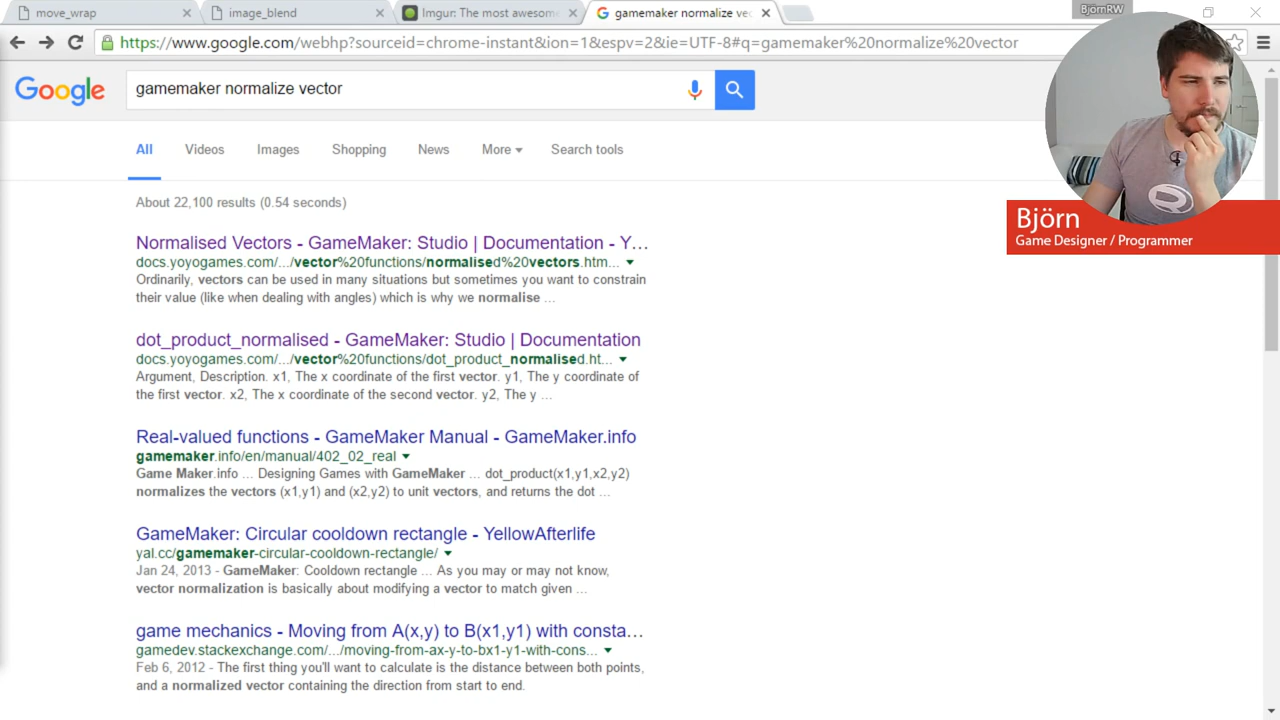 move_wrap
image_blend
Imgur: The most awesom
gamemaker normalize vec
BjörnRW
https://www.google.com/webhp?sourceid=chrome-instant&ion=1&espv=2&ie=UTF-8#q=gamemaker%20normalize%20vector
Google
gamemaker normalize vector
All
Videos
Images
Shopping
News
More
Search tools
Björn
Game Designer / Programmer
About 22,100 results (0.54 seconds)
Normalised Vectors - GameMaker: Studio | Documentation - Y...
docs.yoyogames.com/.../vector%20functions/normalised%20vectors.htm...
Ordinarily, vectors can be used in many situations but sometimes you want to constrain
their value (like when dealing with angles) which is why we normalise ...
dot_product_normalised - GameMaker: Studio | Documentation
docs.yoyogames.com/.../vector%20functions/dot_product_normalised.ht...
Argument, Description. x1, The x coordinate of the first vector. y1, The y coordinate of
the first vector. x2, The x coordinate of the second vector. y2, The y ...
Real-valued functions - GameMaker Manual - GameMaker.info
gamemaker.info/en/manual/402_02_real
Game Maker.info ... Designing Games with GameMaker ... dot_product(x1,y1,x2,y2)
normalizes the vectors (x1,y1) and (x2,y2) to unit vectors, and returns the dot ...
GameMaker: Circular cooldown rectangle - YellowAfterlife
yal.cc/gamemaker-circular-cooldown-rectangle/
Jan 24, 2013 - GameMaker: Cooldown rectangle ... As you may or may not know,
vector normalization is basically about modifying a vector to match given ...
game mechanics - Moving from A(x,y) to B(x1,y1) with consta...
gamedev.stackexchange.com/.../moving-from-ax-y-to-bx1-y1-with-cons...
Feb 6, 2012 - The first thing you'll want to calculate is the distance between both points,
and a normalized vector containing the direction from start to end.